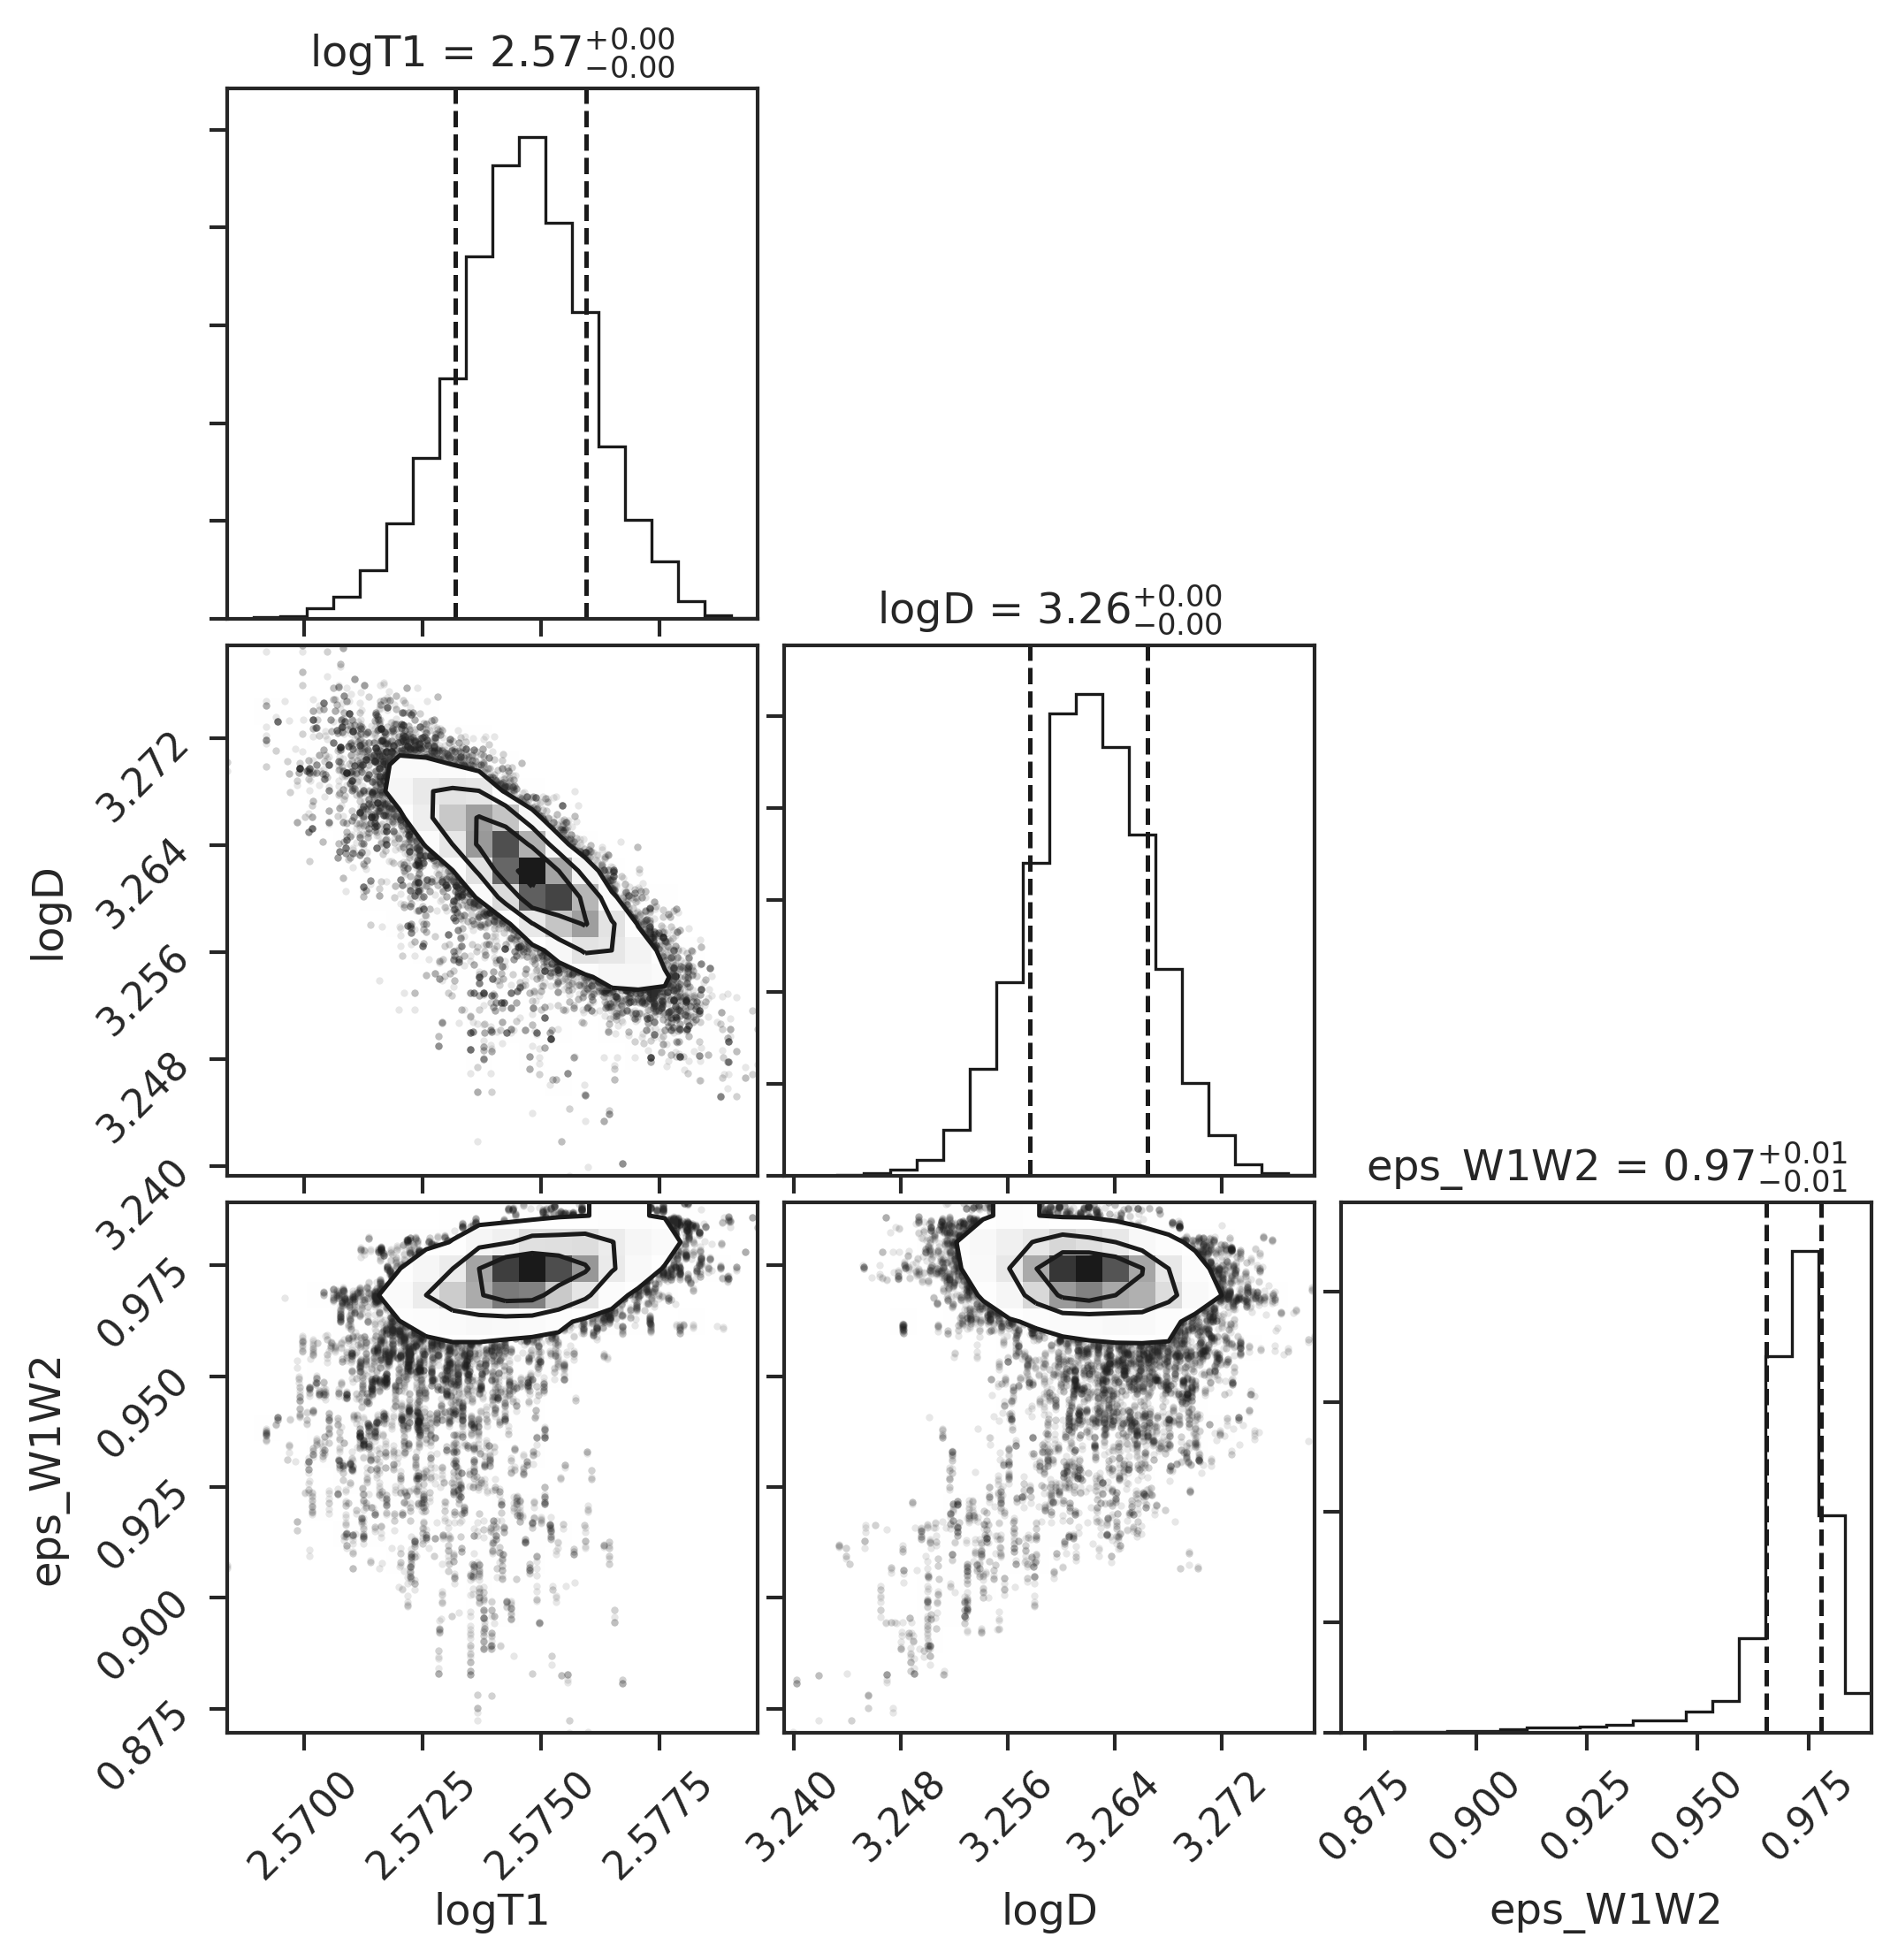 logT1 = 2.57+0.00 −0.00
logD = 3.26+0.00 −0.00
logD
3.272
3.264
3.256
3.248
3.240
eps_W1W2 = 0.97+0.01 −0.01
eps_W1W2
0.975
0.950
0.925
0.900
0.875
2.5700 2.5725 2.5750 2.5775
3.240 3.248 3.256 3.264 3.272
0.875 0.900 0.925 0.950 0.975
logT1 logD eps_W1W2